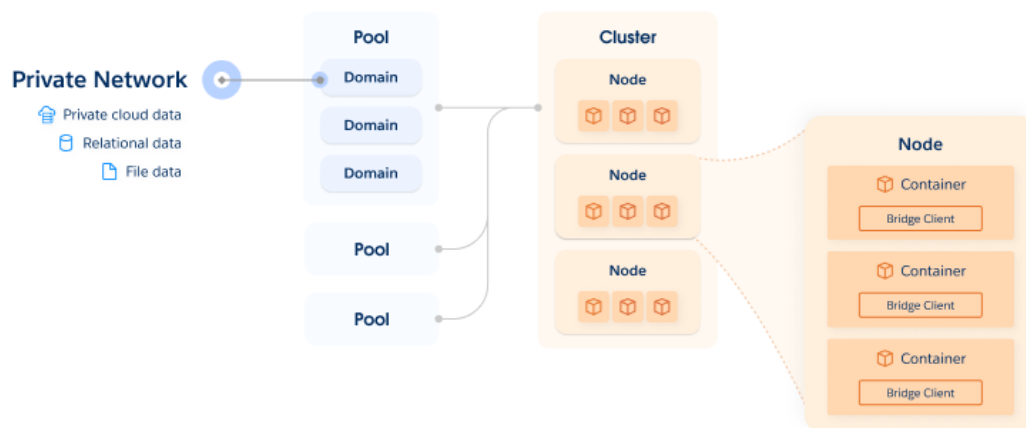 Private Network
Private cloud data
Relational data
File data
Pool
Domain
Domain
Domain
Pool
Pool
Cluster
Node
Node
Node
Node
Container
Bridge Client
Container
Bridge Client
Container
Bridge Client